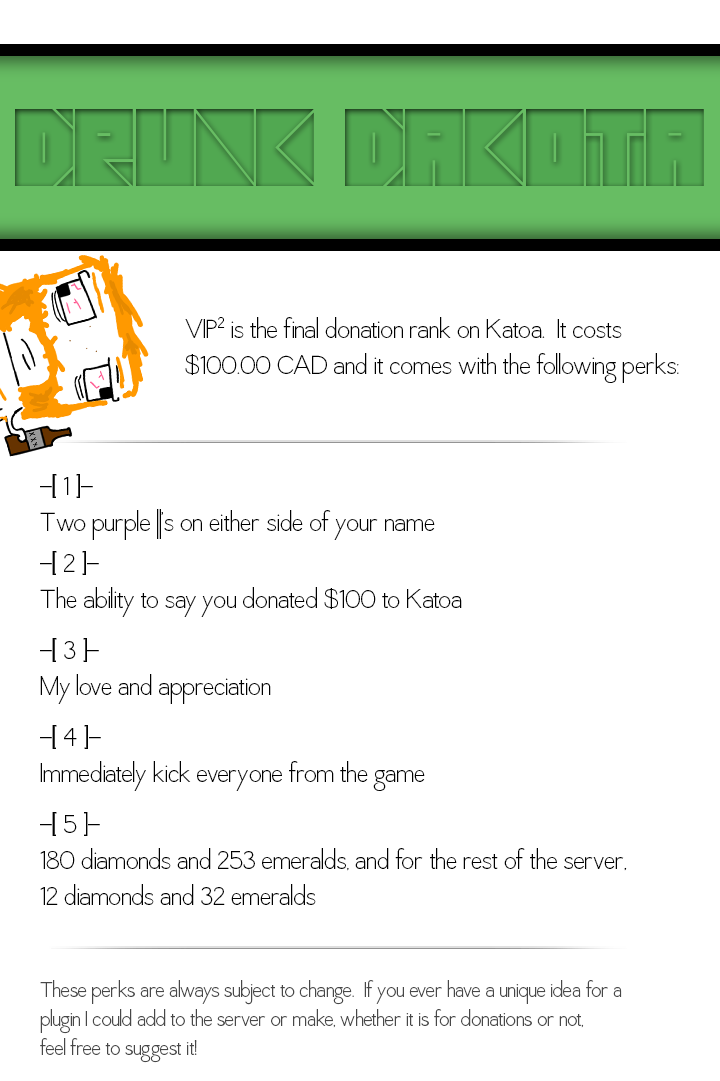 DRUNK DAKOTA
VIP² is the final donation rank on Katoa. It costs
$100.00 CAD and it comes with the following perks:
XXX
-[ 1 ]-
Two purple ||'s on either side of your name
-[ 2 ]-
The ability to say you donated $100 to Katoa
-[ 3 ]-
My love and appreciation
-[ 4 ]-
Immediately kick everyone from the game
-[ 5 ]-
180 diamonds and 253 emeralds, and for the rest of the server,
12 diamonds and 32 emeralds
These perks are always subject to change. If you ever have a unique idea for a
plugin I could add to the server or make, whether it is for donations or not,
feel free to suggest it!